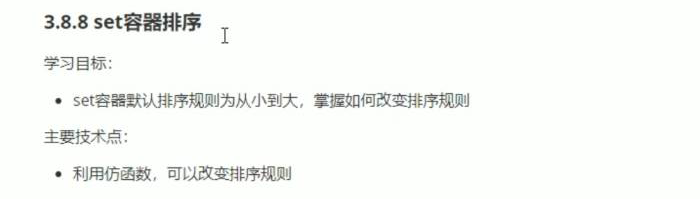 3.8.8 set容器排序
学习目标：
• set容器默认排序规则为从小到大，掌握如何改变排序规则
主要技术点：
• 利用仿函数，可以改变排序规则